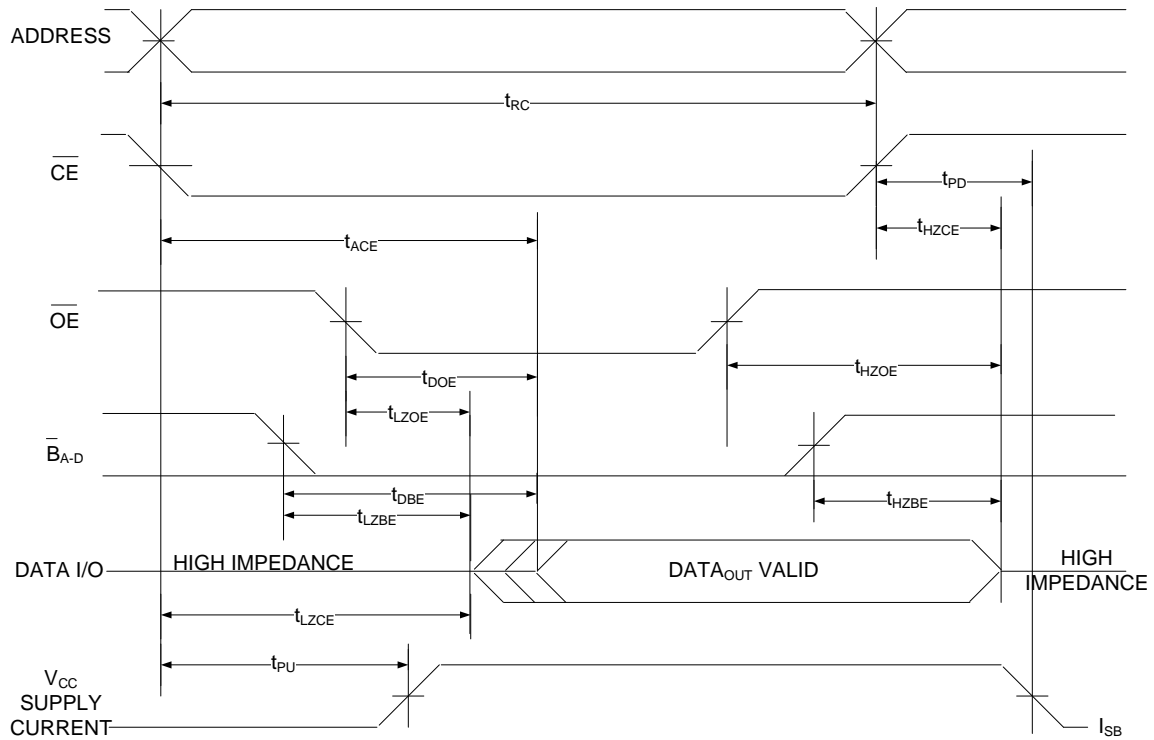 ADDRESS
tRC
CE
tPD
tHZCE
tACE
OE
tDOE
tHZOE
tLZOE
BA-D
tDBE
tHZBE
tLZBE
DATA I/O
HIGH IMPEDANCE
DATAOUT VALID
HIGH
IMPEDANCE
tLZCE
tPU
VCC
SUPPLY
CURRENT
ISB